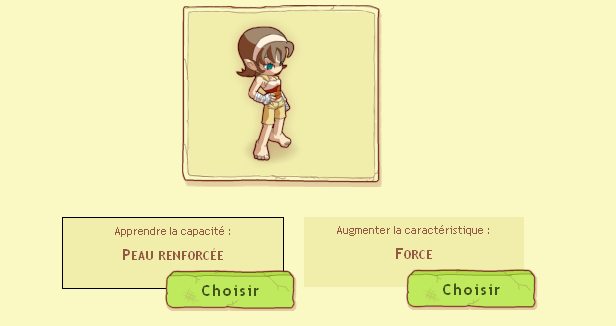 Apprendre la capacité :
PEAU RENFORCÉE
Choisir
Augmenter la caractéristique :
FORCE
Choisir